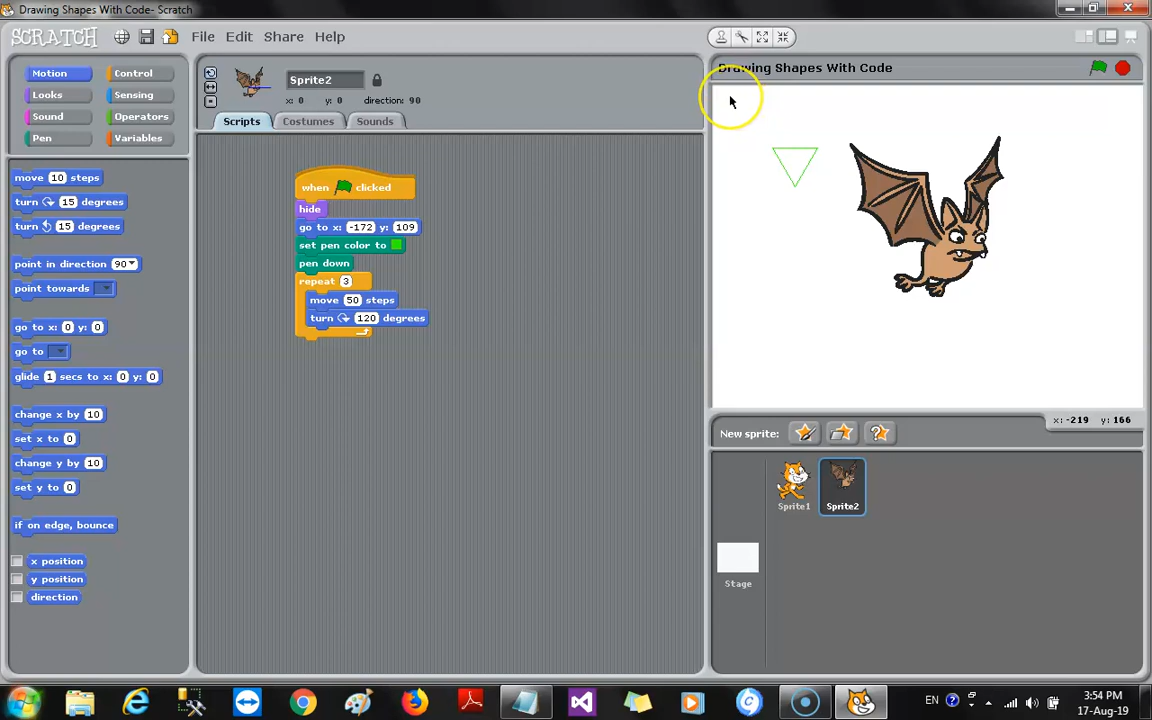 Drawing Shapes With Code- Scratch
SCRATCH
File Edit Share Help
Motion
Control
Looks
Sensing
Sound
Operators
Pen
Variables
Sprite2
x: 0 y: 0 direction: 90
Scripts
Costumes
Sounds
Drawing Shapes With Code
move 10 steps
turn 15 degrees
turn 15 degrees
point in direction 90
point towards
go to x: 0 y: 0
go to
glide 1 secs to x: 0 y: 0
change x by 10
set x to 0
change y by 10
set y to 0
if on edge, bounce
x position
y position
direction
when clicked
hide
go to x: -172 y: 109
set pen color to
pen down
repeat 3
move 50 steps
turn 120 degrees
x: -219 y: 166
New sprite:
Sprite1
Sprite2
Stage
EN
3:54 PM
17-Aug-19